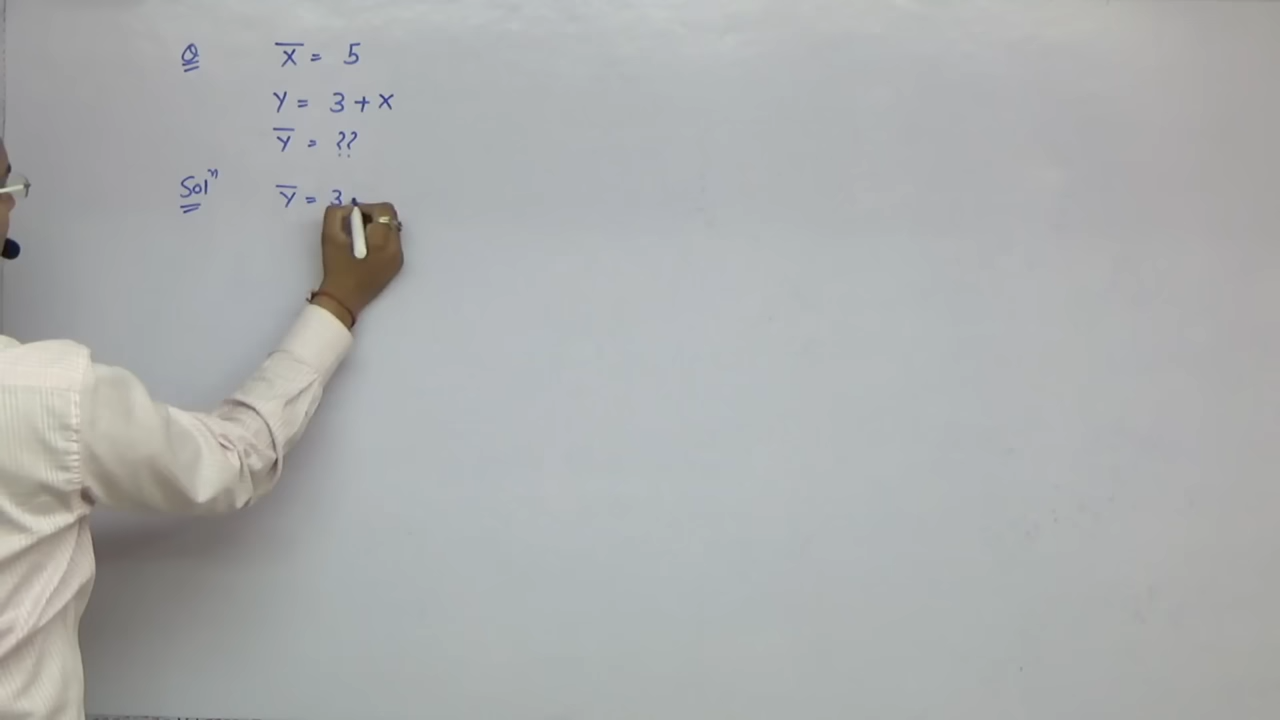 Q X̅ = 5
Y = 3 + X
Y̅ = ??
Solⁿ Y̅ = 3